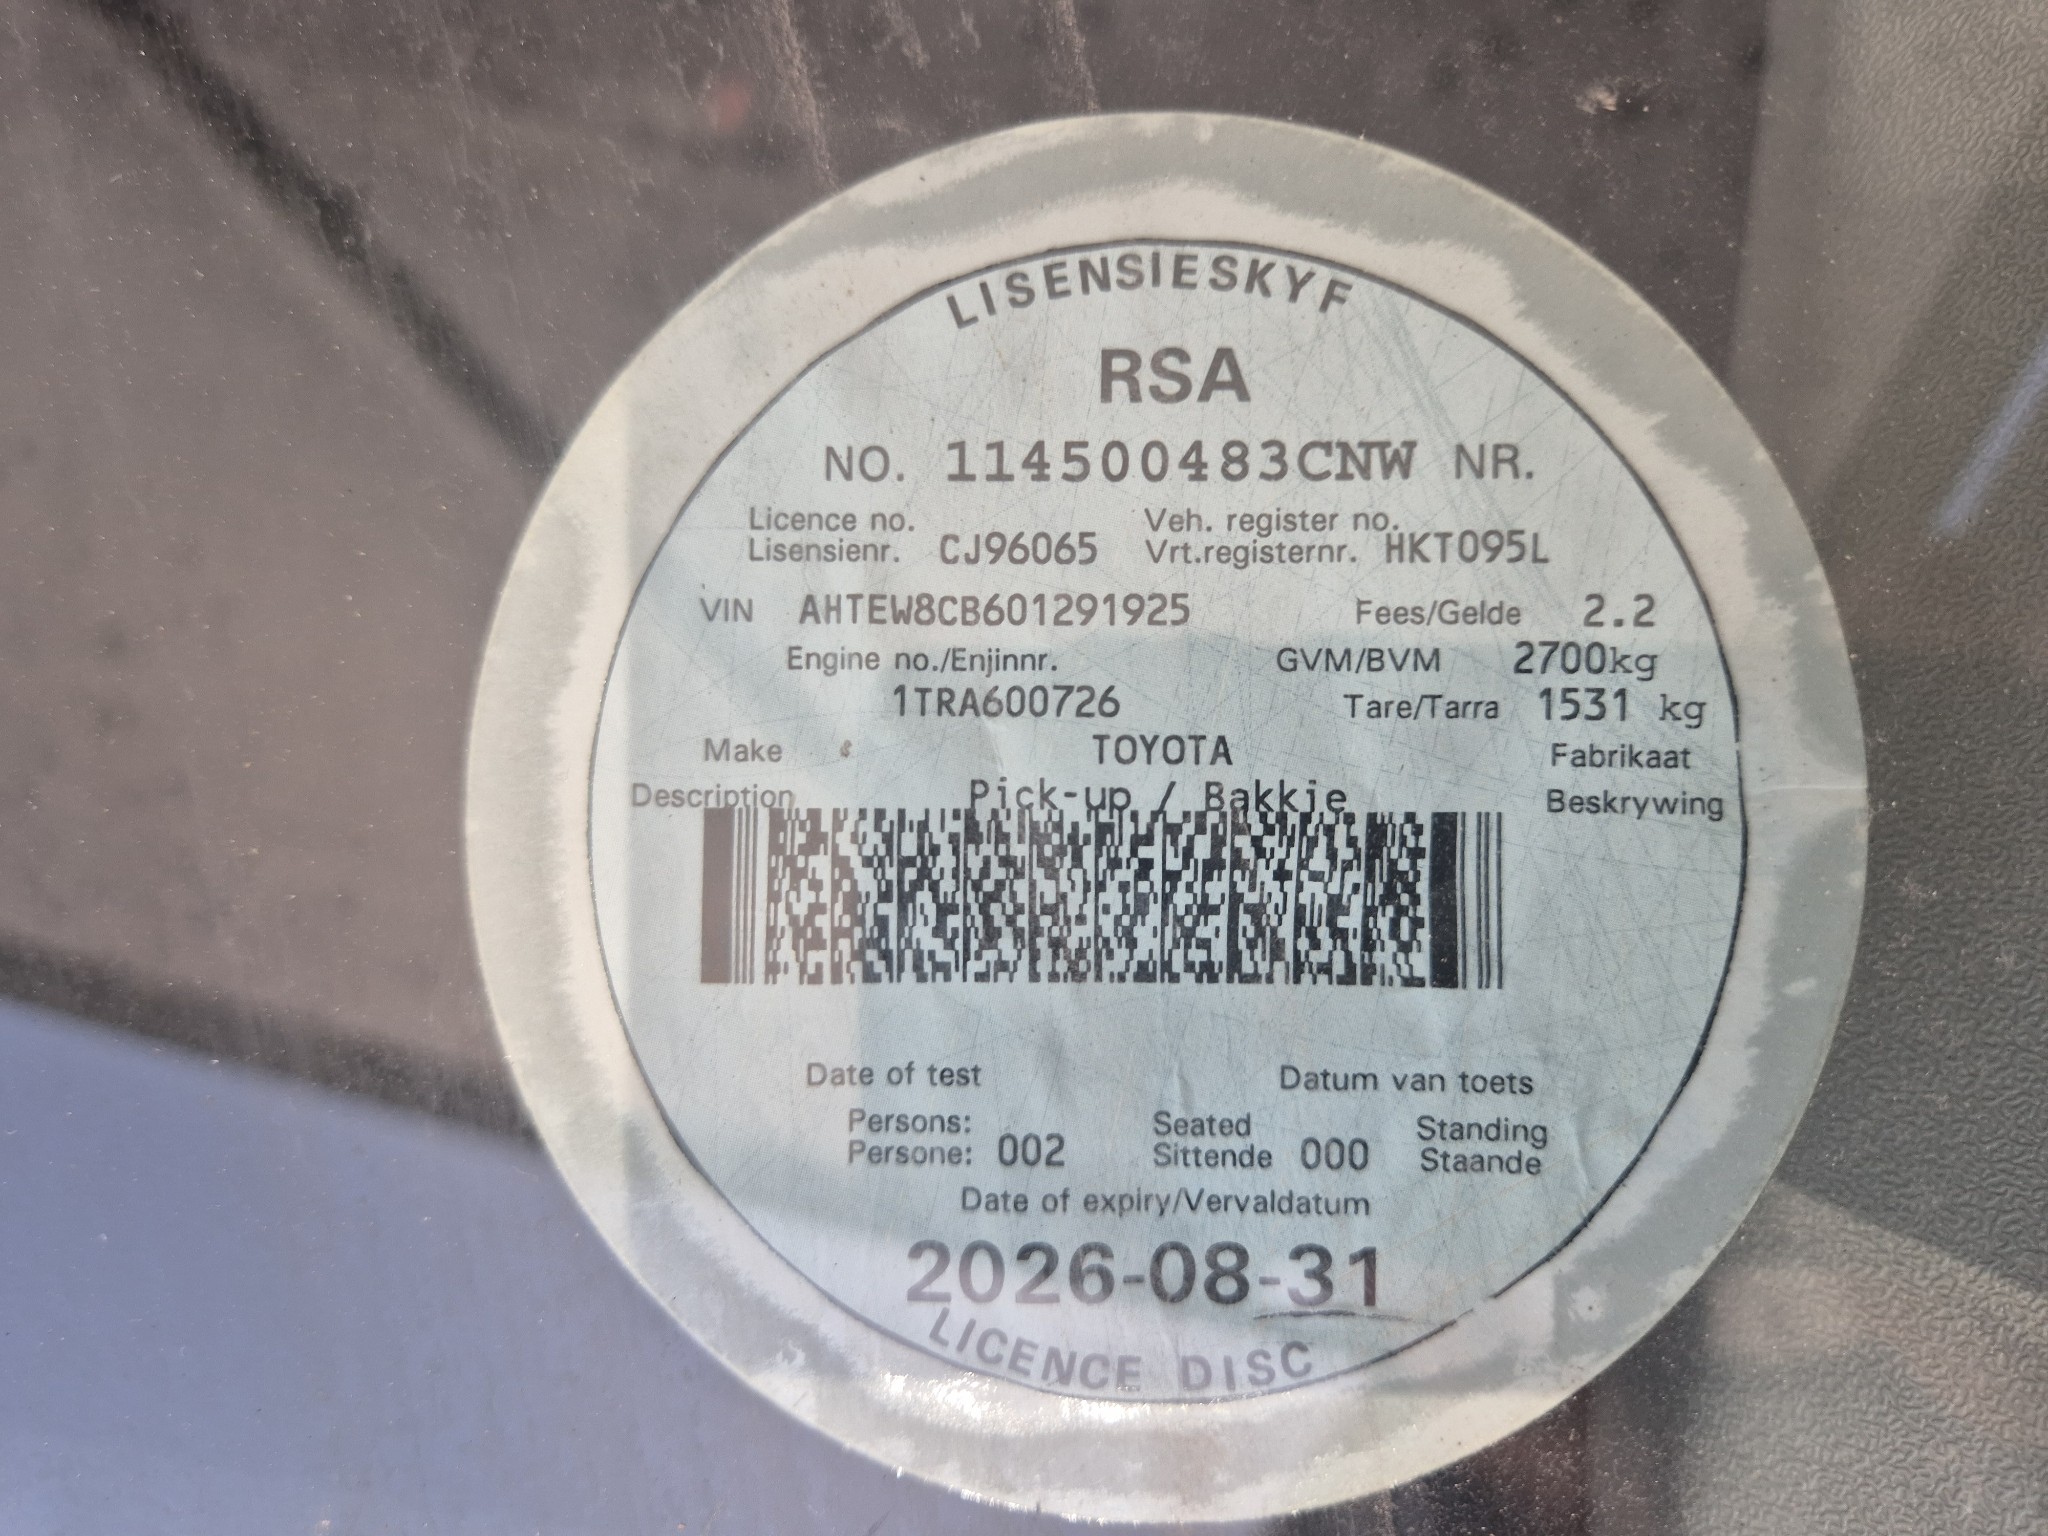 LISENSIESKYF
RSA
NO. 114500483CNW NR.
Licence no. Veh. register no.
Lisensienr. CJ96065 Vrt.registernr. HKT095L
VIN AHTEW8CB601291925 Fees/Gelde 2.2
Engine no./Enjinnr. GVM/BVM 2700kg
1TRA600726 Tare/Tarra 1531 kg
Make TOYOTA Fabrikaat
Description Pick-up / Bakkie Beskrywing
Date of test Datum van toets
Persons: Seated Standing
Persone: 002 Sittende 000 Staande
Date of expiry/Vervaldatum
2026-08-31
LICENCE DISC